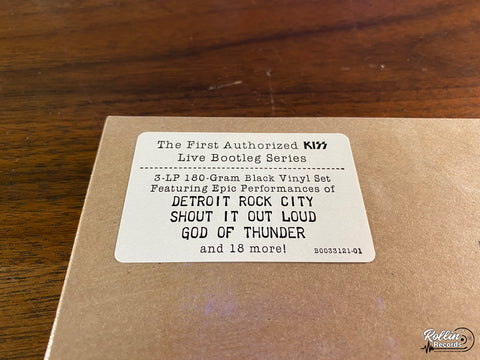 The First Authorized KISS
Live Bootleg Series
3-LP 180-Gram Black Vinyl Set
Featuring Epic Performances of
DETROIT ROCK CITY
SHOUT IT OUT LOUD
GOD OF THUNDER
and 18 more!
B0033121-01
Rollin
Records